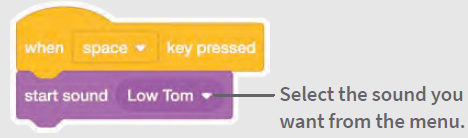 when space key pressed
start sound Low Tom
Select the sound you
want from the menu.